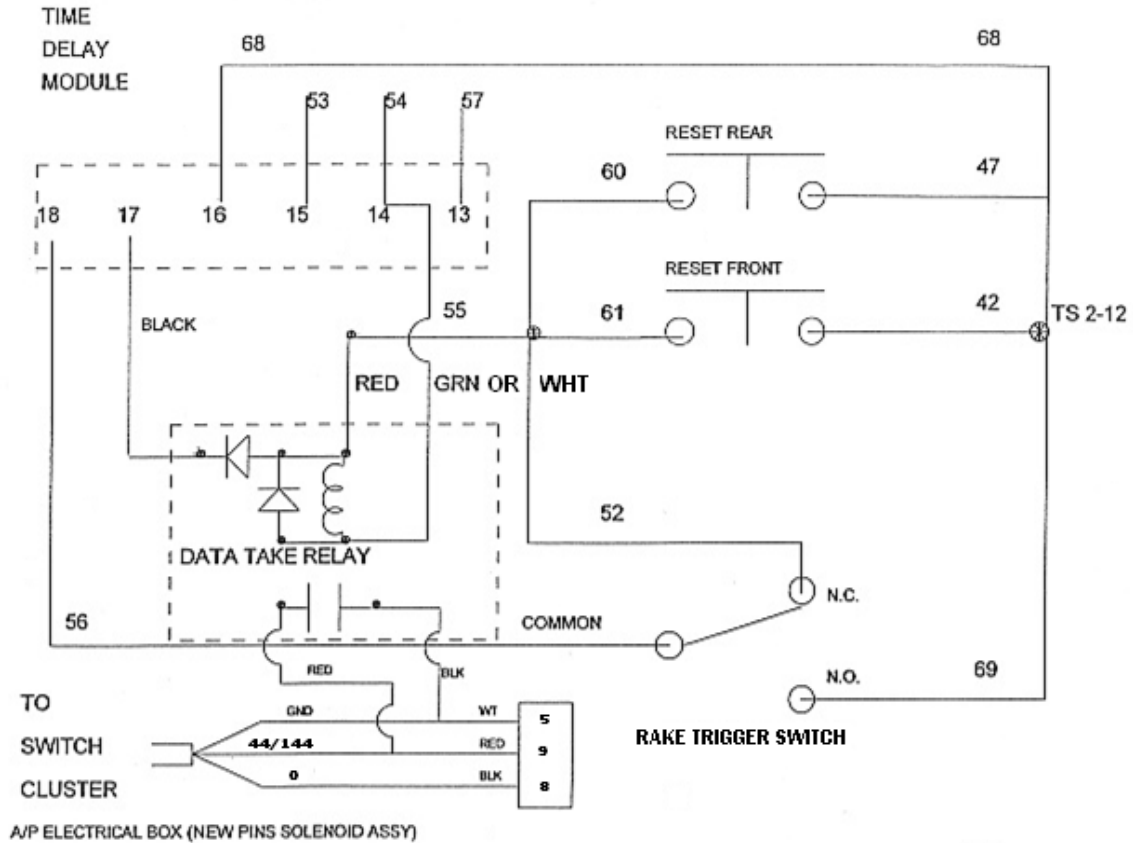 TIME
DELAY
MODULE
68
68
53
54
57
18
17
16
15
14
13
RESET REAR
60
47
RESET FRONT
BLACK
55
61
42
TS 2-12
RED
GRN OR WHT
52
DATA TAKE RELAY
N.C.
56
COMMON
RED
BLK
N.O.
69
TO
SWITCH
CLUSTER
GND
WT
5
44/144
RED
9
0
BLK
8
RAKE TRIGGER SWITCH
A/P ELECTRICAL BOX (NEW PINS SOLENOID ASSY)